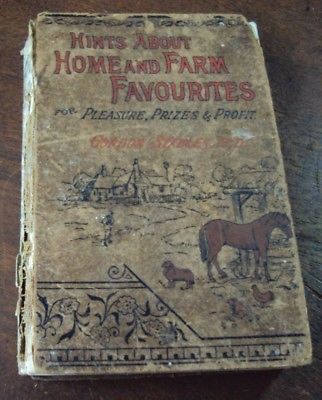 HINTS ABOUT
HOME AND FARM
FAVOURITES
FOR PLEASURE, PRIZES & PROFIT
GORDON STABLES